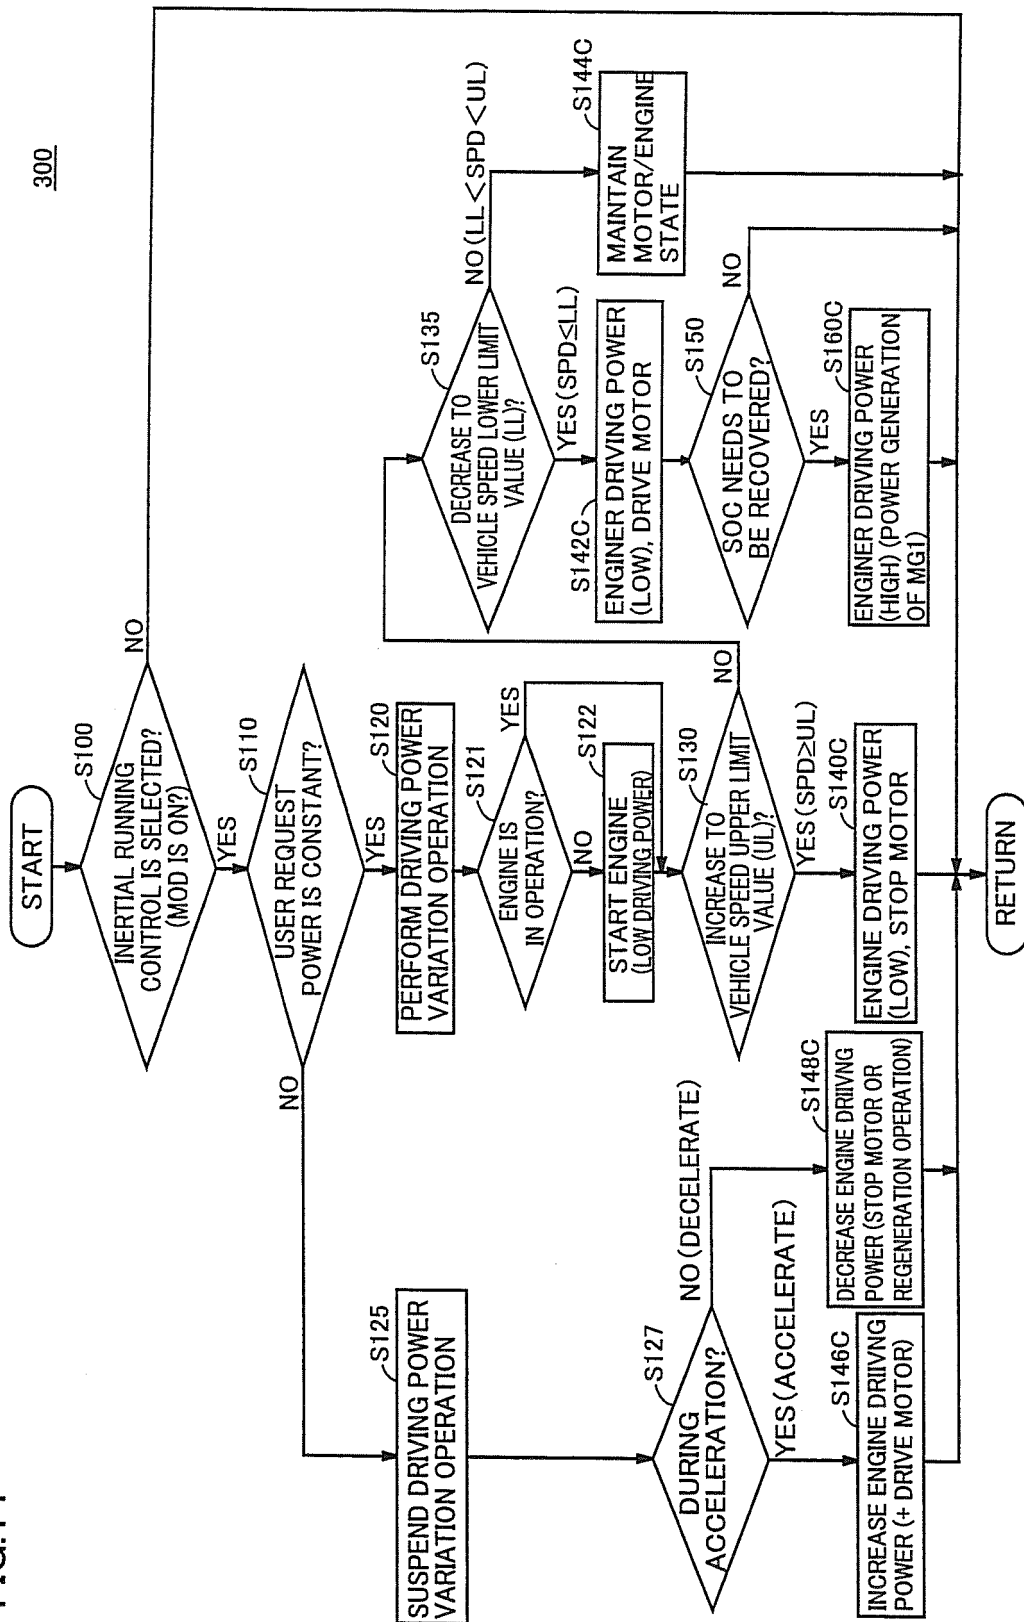 300
START
S100
INERTIAL RUNNING
CONTROL IS SELECTED?
(MOD IS ON?)
NO
YES
S110
USER REQUEST
POWER IS CONSTANT?
NO
YES
S120
PERFORM DRIVING POWER
VARIATION OPERATION
S121
ENGINE IS
IN OPERATION?
YES
NO
S122
START ENGINE
(LOW DRIVING POWER)
S130
INCREASE TO
VEHICLE SPEED UPPER LIMIT
VALUE (UL)?
NO
YES (SPD≥UL)
S140C
ENGINE DRIVING POWER
(LOW), STOP MOTOR
S135
DECREASE TO
VEHICLE SPEED LOWER LIMIT
VALUE (LL)?
NO (LL<SPD<UL)
YES (SPD≤LL)
S144C
MAINTAIN
MOTOR/ENGINE
STATE
S142C
ENGINER DRIVING POWER
(LOW), DRIVE MOTOR
S150
SOC NEEDS TO
BE RECOVERED?
NO
YES
S160C
ENGINER DRIVING POWER
(HIGH) (POWER GENERATION
OF MG1)
S125
SUSPEND DRIVING POWER
VARIATION OPERATION
S127
DURING
ACCELERATION?
NO (DECELERATE)
YES (ACCELERATE)
S148C
DECREASE ENGINE DRIIVNG
POWER (STOP MOTOR OR
REGENERATION OPERATION)
S146C
INCREASE ENGINE DRIIVNG
POWER (+ DRIVE MOTOR)
RETURN